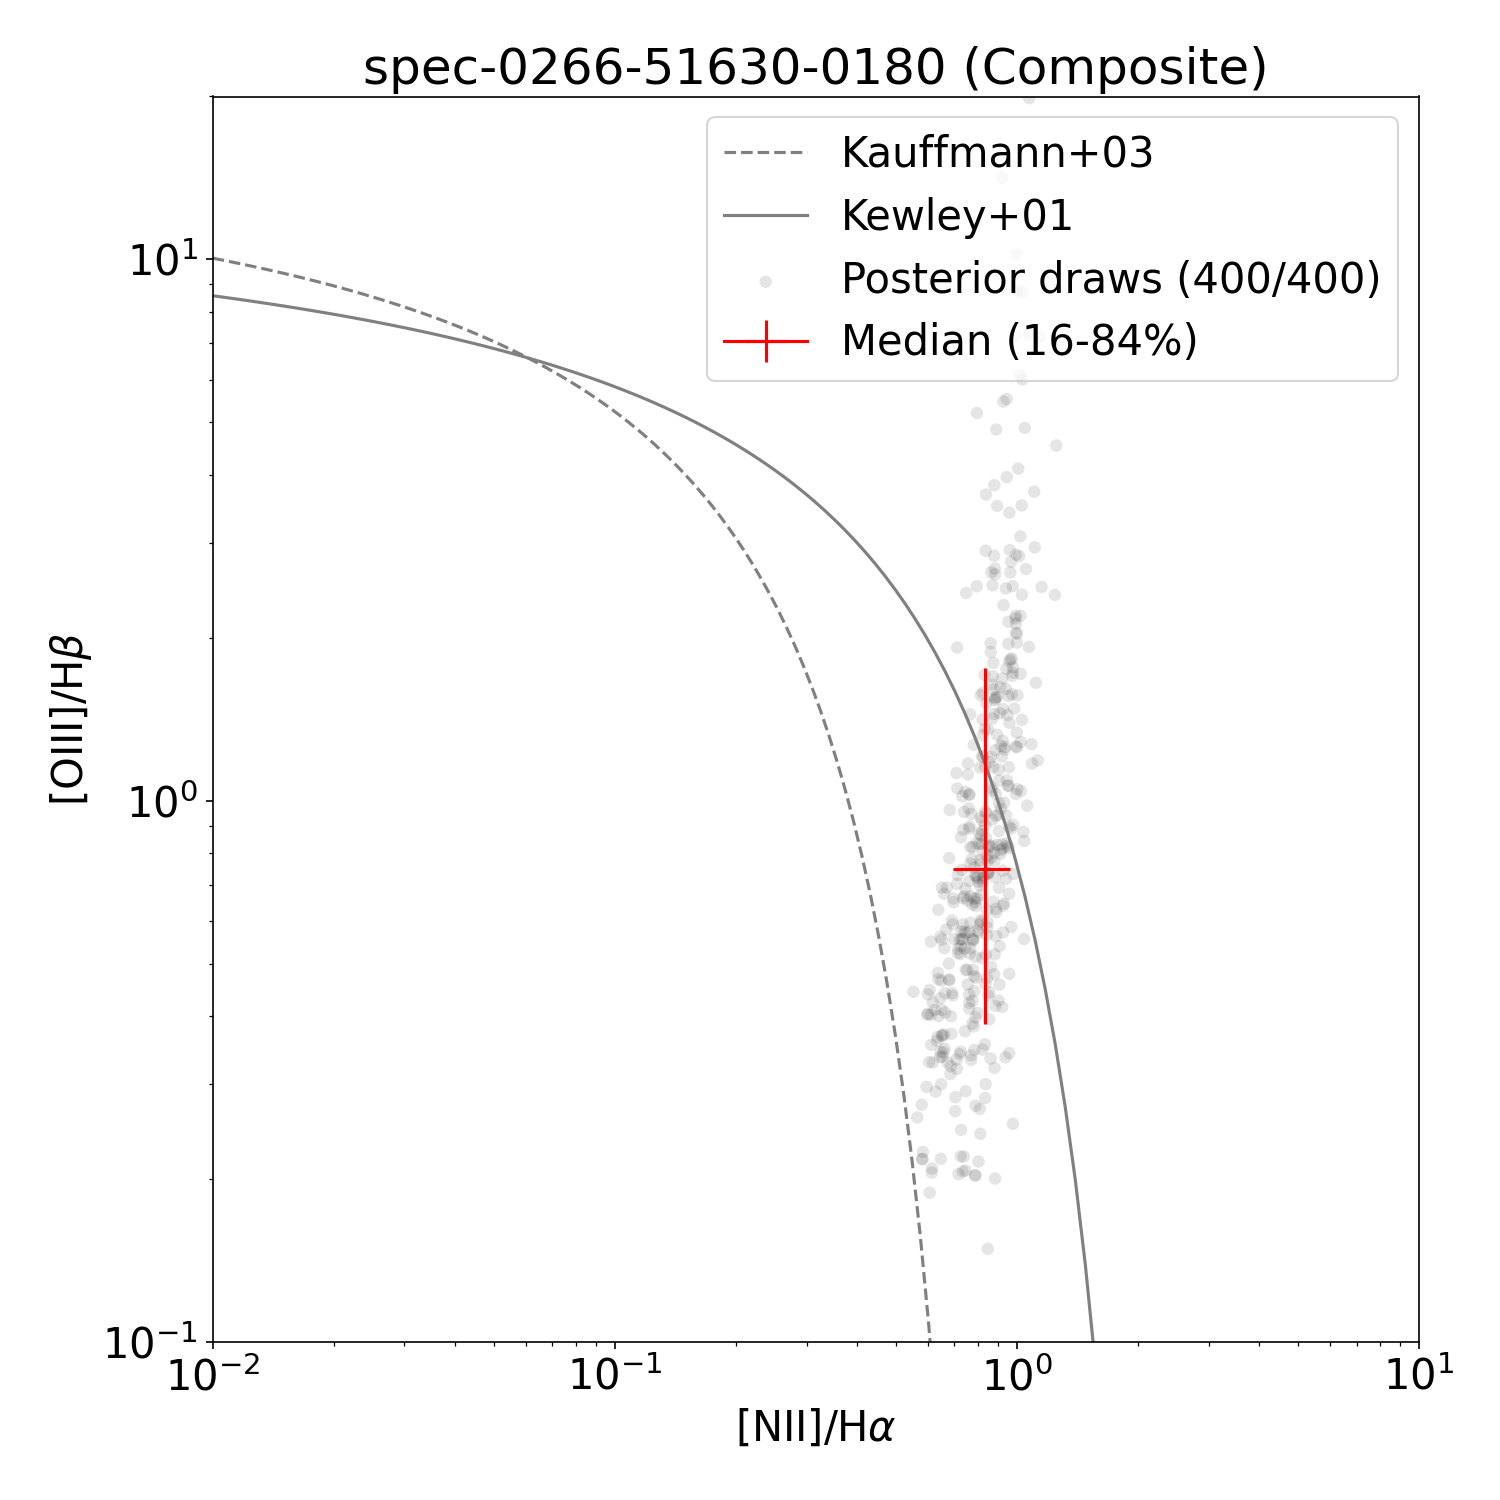 spec-0266-51630-0180 (Composite)
Kauffmann+03
Kewley+01
Posterior draws (400/400)
Median (16-84%)
[OIII]/Hβ
10¹
10⁰
10⁻¹
10⁻²
10⁻¹
10⁰
10¹
[NII]/Hα